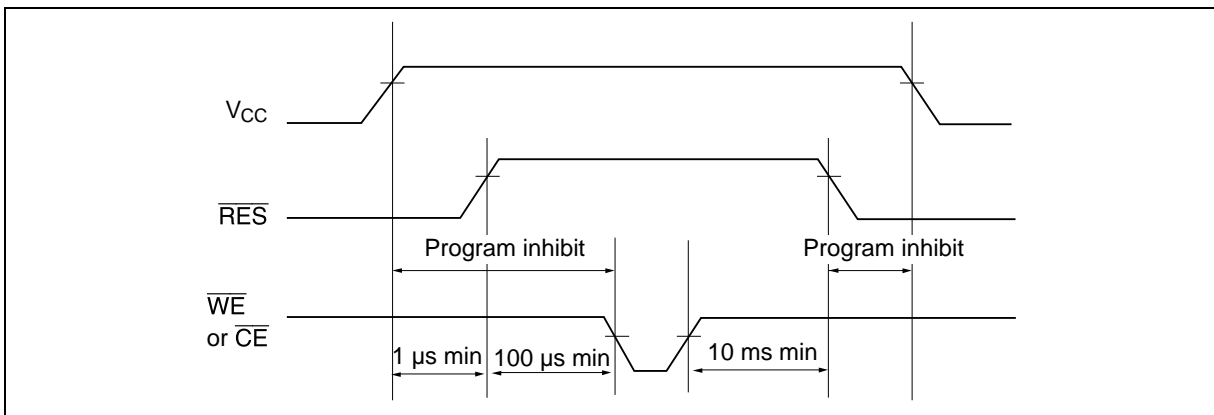 VCC
RES
Program inhibit
Program inhibit
WE
or CE
1 µs min
100 µs min
10 ms min